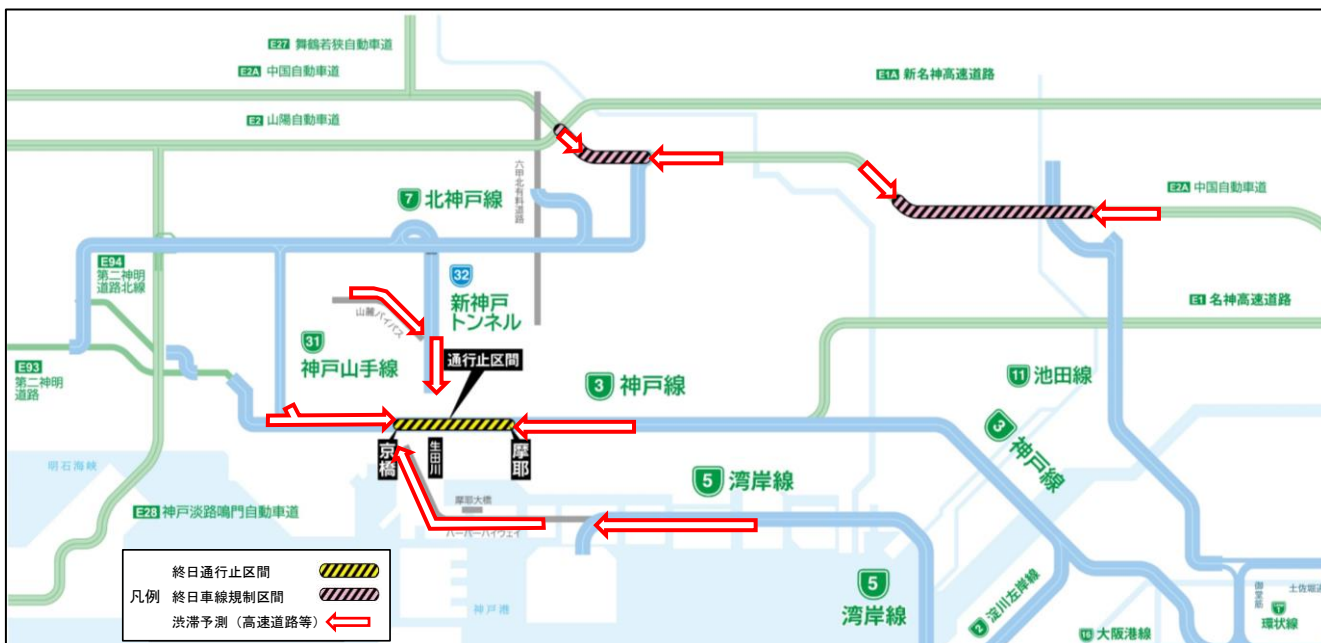 E27 舞鶴若狭自動車道
E2A 中国自動車道
E1A 新名神高速道路
E2 山陽自動車道
六甲北有料道路
7 北神戸線
E2A 中国自動車道
E94
第二神明
道路北線
32
新神戸
トンネル
山麓バイパス
E1 名神高速道路
31
神戸山手線
通行止区間
E93
第二神明
道路
3 神戸線
11 池田線
3 神戸線
京橋
生田川
摩耶
明石海峡
5 湾岸線
摩耶大橋
ハーバーハイウェイ
E28 神戸淡路鳴門自動車道
終日通行止区間
凡例 終日車線規制区間
渋滞予測（高速道路等）
神戸港
5
湾岸線
2 淀川左岸線
御堂筋
土佐堀通
1
環状線
16 大阪港線